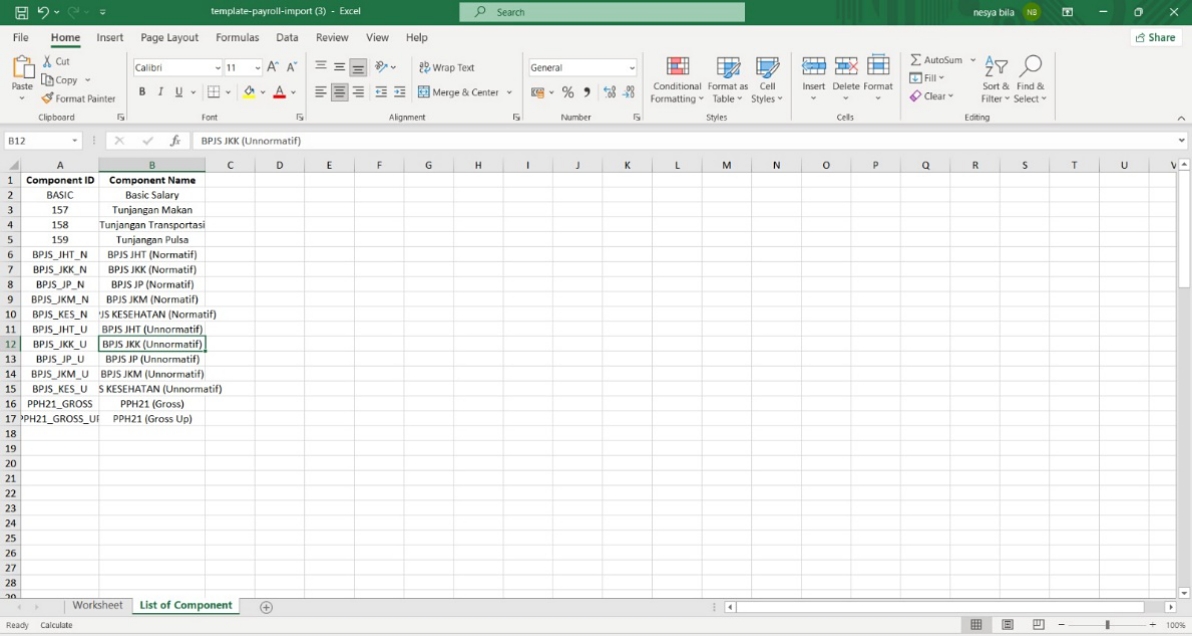 template-payroll-import (3) - Excel
Search
nesya bila
NB
File Home Insert Page Layout Formulas Data Review View Help
Share
Paste
Cut
Copy
Format Painter
Clipboard
Calibri 11 A A
B I U A
Font
Wrap Text
Merge & Center
Alignment
General
% ,
Number
Conditional Formatting
Format as Table
Cell Styles
Styles
Insert Delete Format
Cells
AutoSum
Fill
Clear
Sort & Filter
Find & Select
Editing
B12 fx BPJS JKK (Unnormatif)
A B C D E F G H I J K L M N O P Q R S T U V
1 Component ID Component Name
2 BASIC Basic Salary
3 157 Tunjangan Makan
4 158 Tunjangan Transportasi
5 159 Tunjangan Pulsa
6 BPJS_JHT_N BPJS JHT (Normatif)
7 BPJS_JKK_N BPJS JKK (Normatif)
8 BPJS_JP_N BPJS JP (Normatif)
9 BPJS_JKM_N BPJS JKM (Normatif)
10 BPJS_KES_N JS KESEHATAN (Normatif)
11 BPJS_JHT_U BPJS JHT (Unnormatif)
12 BPJS_JKK_U BPJS JKK (Unnormatif)
13 BPJS_JP_U BPJS JP (Unnormatif)
14 BPJS_JKM_U BPJS JKM (Unnormatif)
15 BPJS_KES_U S KESEHATAN (Unnormatif)
16 PPH21_GROSS PPH21 (Gross)
17 PPH21_GROSS_UP PPH21 (Gross Up)
18
19
20
21
22
23
24
25
26
27
28
29
Worksheet List of Component
Ready Calculate
100%